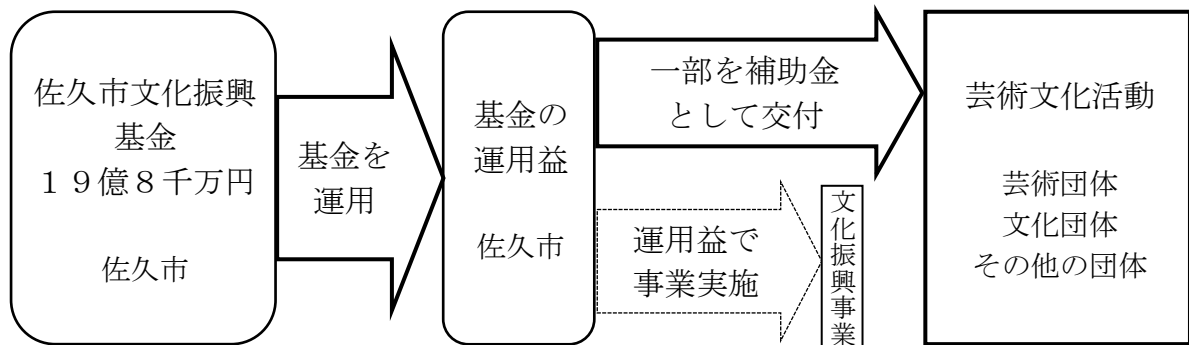 佐久市文化振興
基金
１９億８千万円
佐久市
基金を
運用
基金の
運用益
佐久市
一部を補助金
として交付
運用益で
事業実施
文化振興事業
芸術文化活動
芸術団体
文化団体
その他の団体